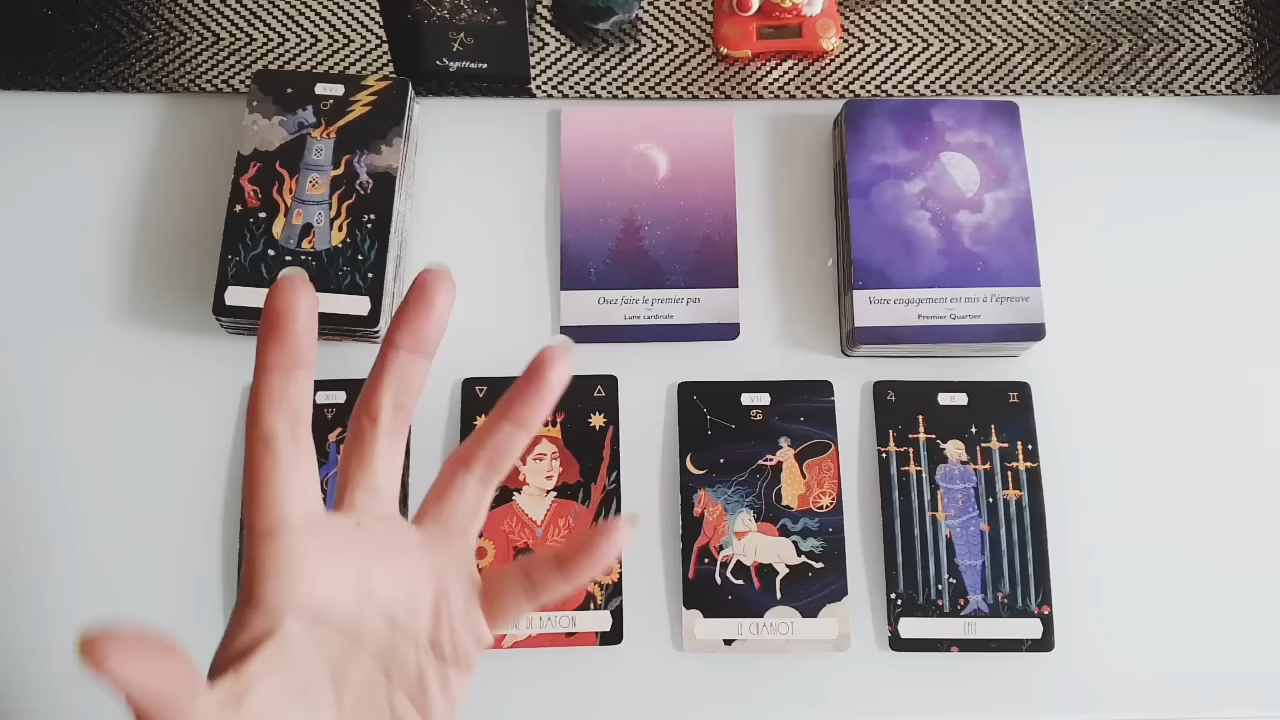 Sagittaire
XVI
Osez faire le premier pas
Lune cardinale
Votre engagement est mis à l'épreuve
Premier Quartier
XII
DE BATON
VII
LE CHARIOT
8
EPEE